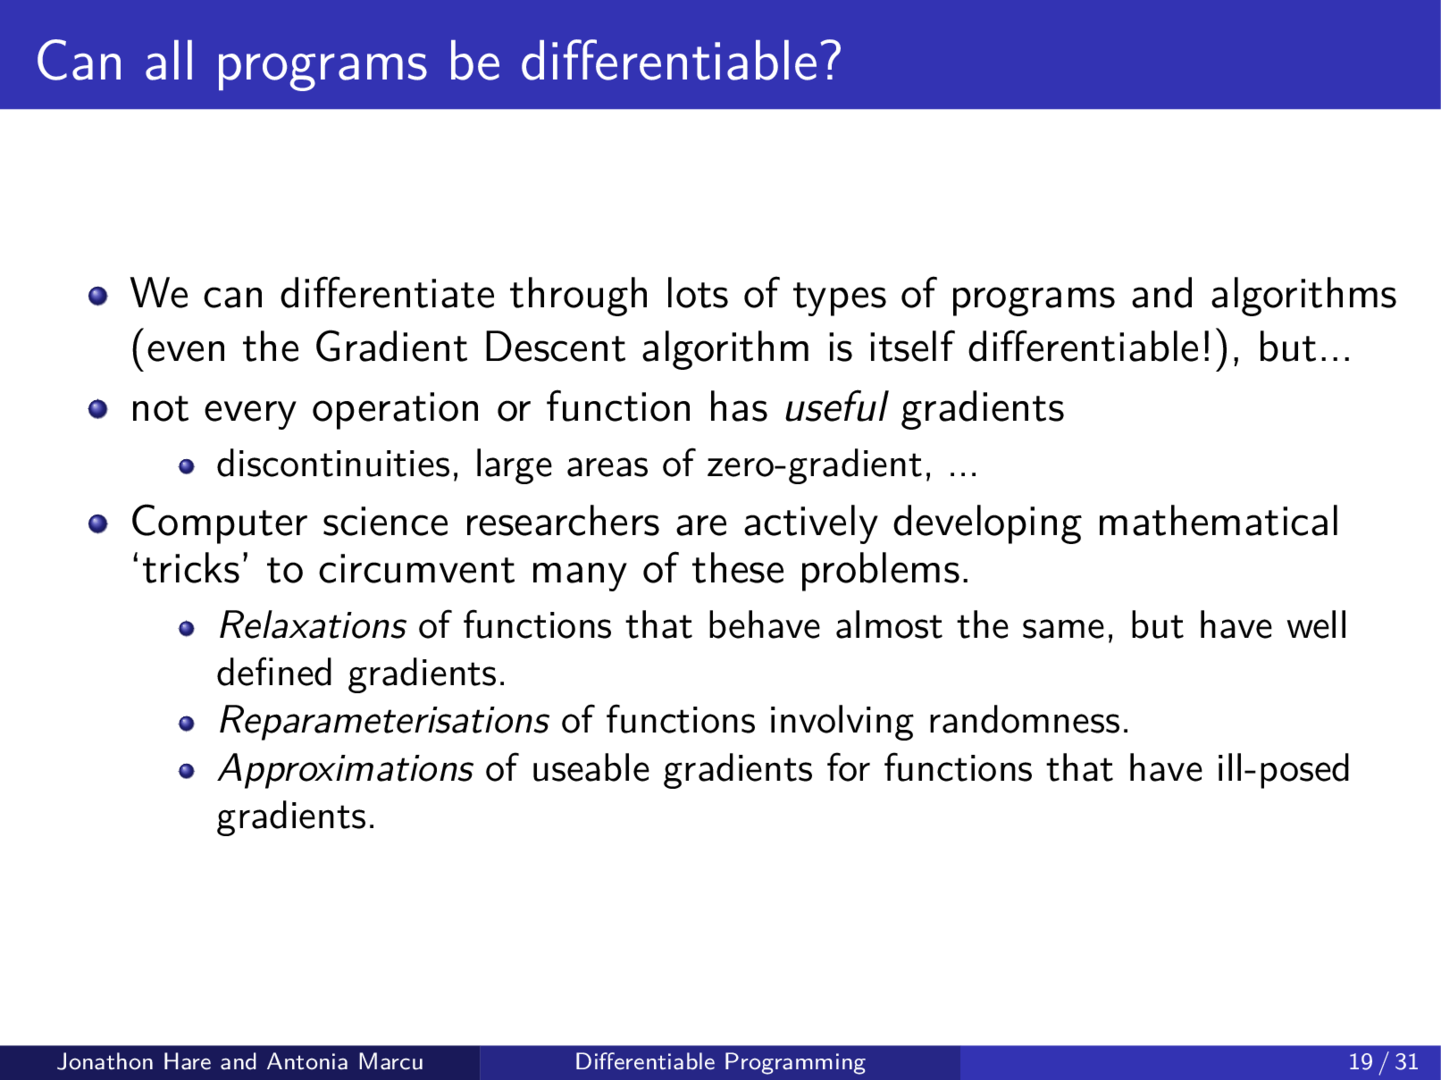 Can all programs be differentiable?
We can differentiate through lots of types of programs and algorithms
(even the Gradient Descent algorithm is itself differentiable!), but...
not every operation or function has useful gradients
discontinuities, large areas of zero-gradient, ...
Computer science researchers are actively developing mathematical
‘tricks’ to circumvent many of these problems.
Relaxations of functions that behave almost the same, but have well
defined gradients.
Reparameterisations of functions involving randomness.
Approximations of useable gradients for functions that have ill-posed
gradients.
Jonathon Hare and Antonia Marcu
Differentiable Programming
19 / 31